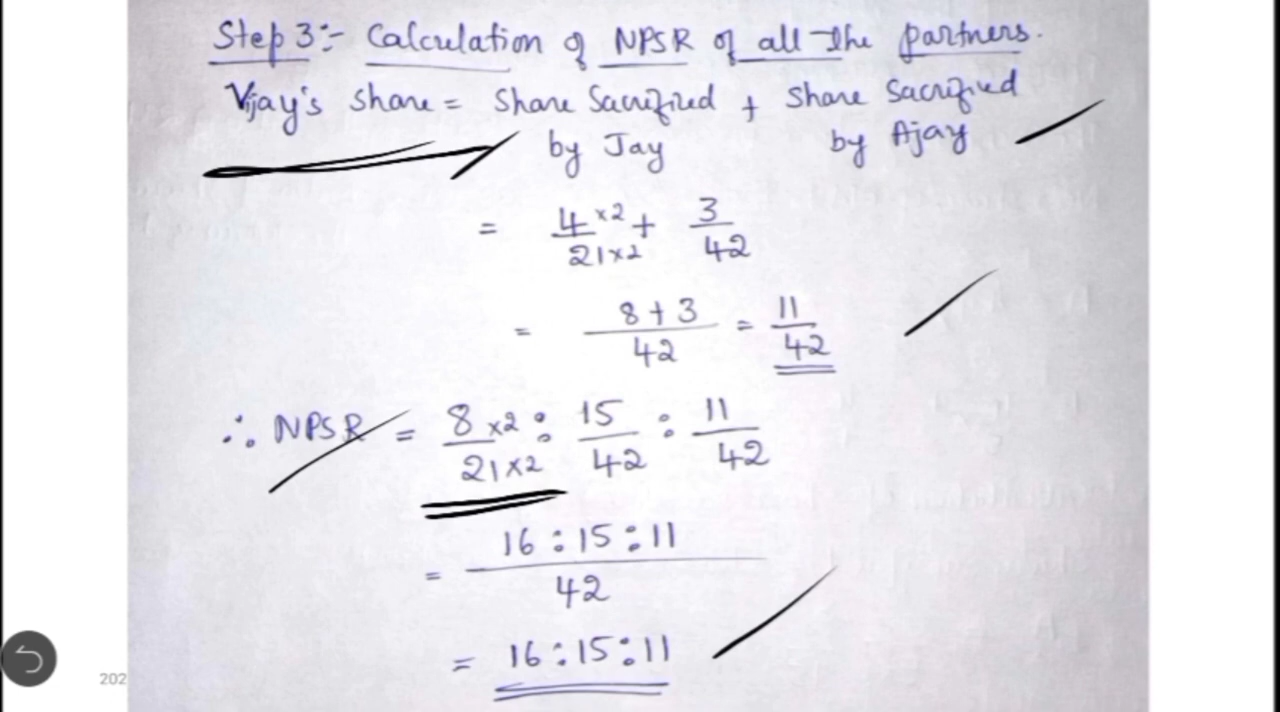 Step 3:- Calculation of NPSR of all the partners.
Vijay's share = Share Sacrificed + Share Sacrificed
by Jay by Ajay
= 4×2/21×2 + 3/42
= 8+3/42 = 11/42
∴ NPSR = 8×2/21×2 : 15/42 : 11/42
= 16:15:11/42
= 16:15:11
202